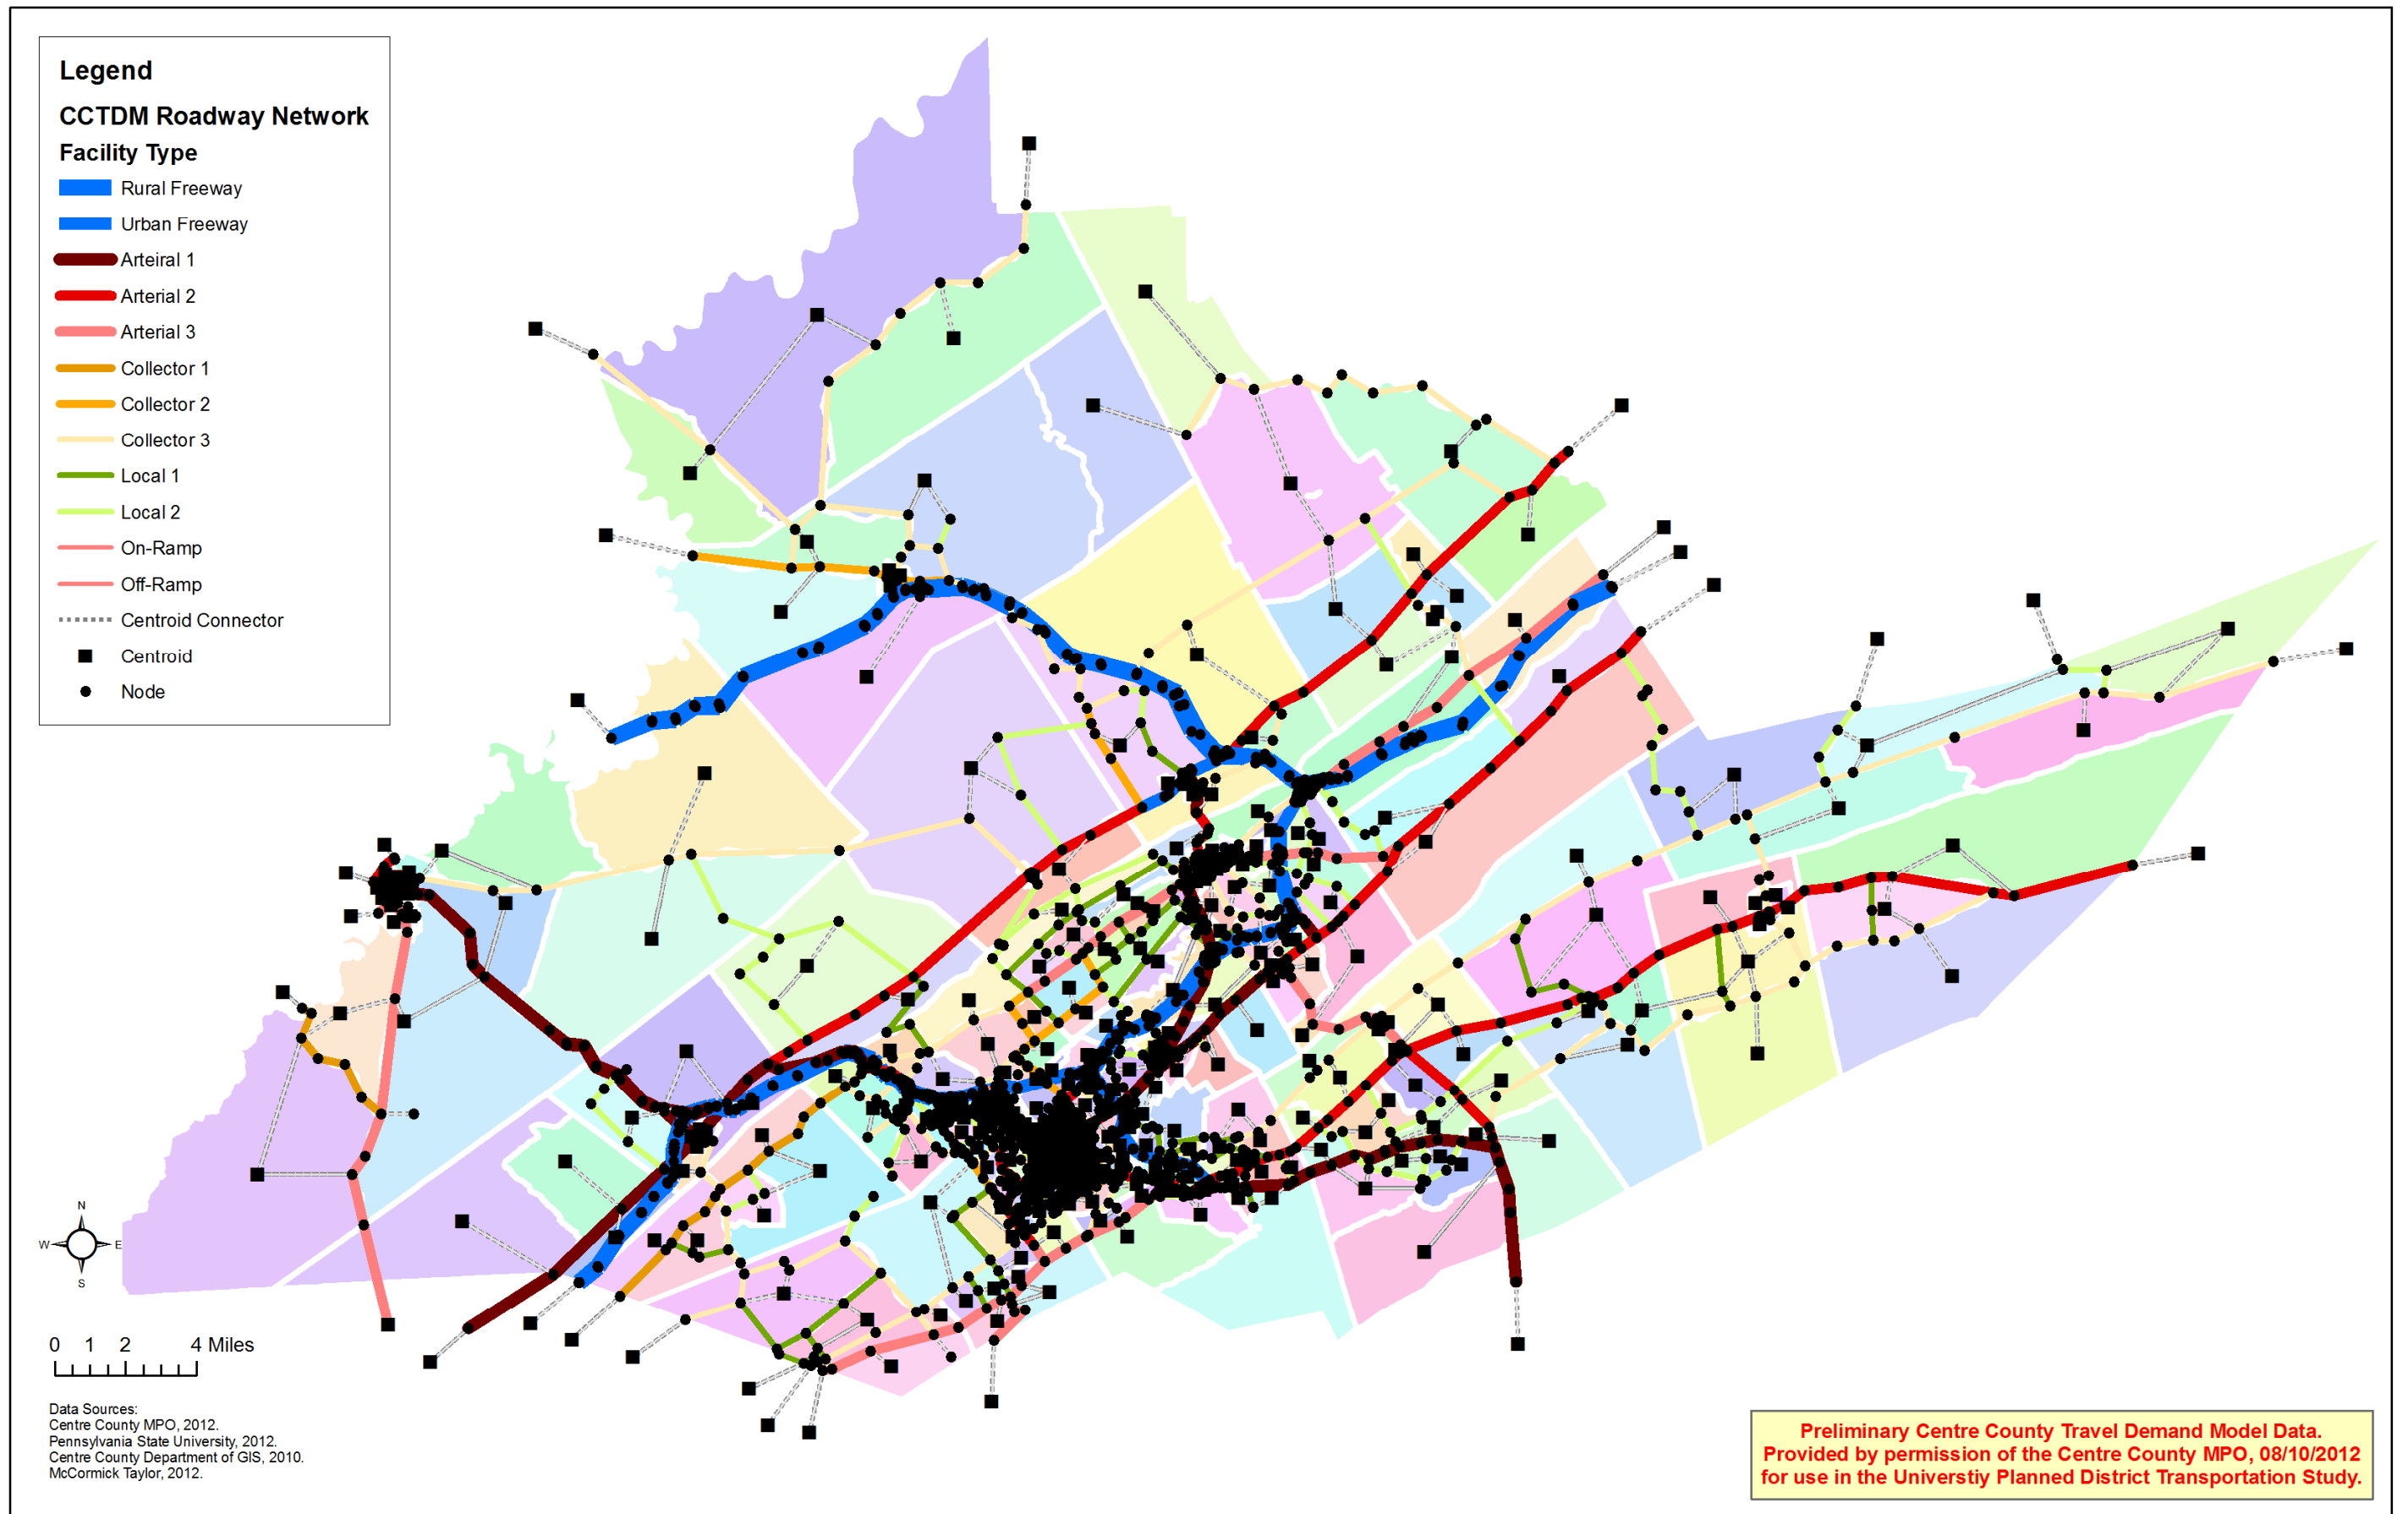 Legend
CCTDM Roadway Network
Facility Type
Rural Freeway
Urban Freeway
Arteiral 1
Arterial 2
Arterial 3
Collector 1
Collector 2
Collector 3
Local 1
Local 2
On-Ramp
Off-Ramp
Centroid Connector
Centroid
Node
N
W E
S
0 1 2 4 Miles
Data Sources:
Centre County MPO, 2012.
Pennsylvania State University, 2012.
Centre County Department of GIS, 2010.
McCormick Taylor, 2012.
Preliminary Centre County Travel Demand Model Data.
Provided by permission of the Centre County MPO, 08/10/2012
for use in the Universtiy Planned District Transportation Study.